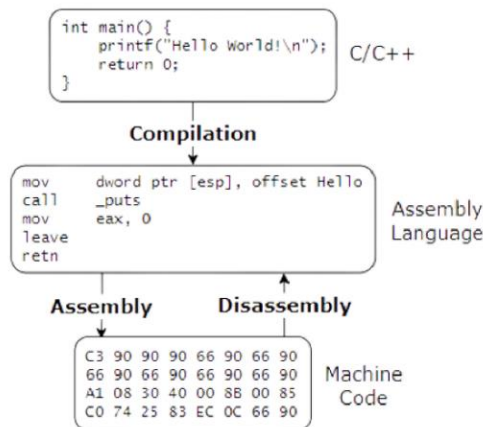 int main() {
printf("Hello World!\n");
return 0;
}
C/C++
Compilation
mov dword ptr [esp], offset Hello
call _puts
mov eax, 0
leave
retn
Assembly
Language
Assembly
Disassembly
C3 90 90 90 66 90 66 90
66 90 66 90 66 90 66 90
A1 08 30 40 00 8B 00 85
C0 74 25 83 EC 0C 66 90
Machine
Code